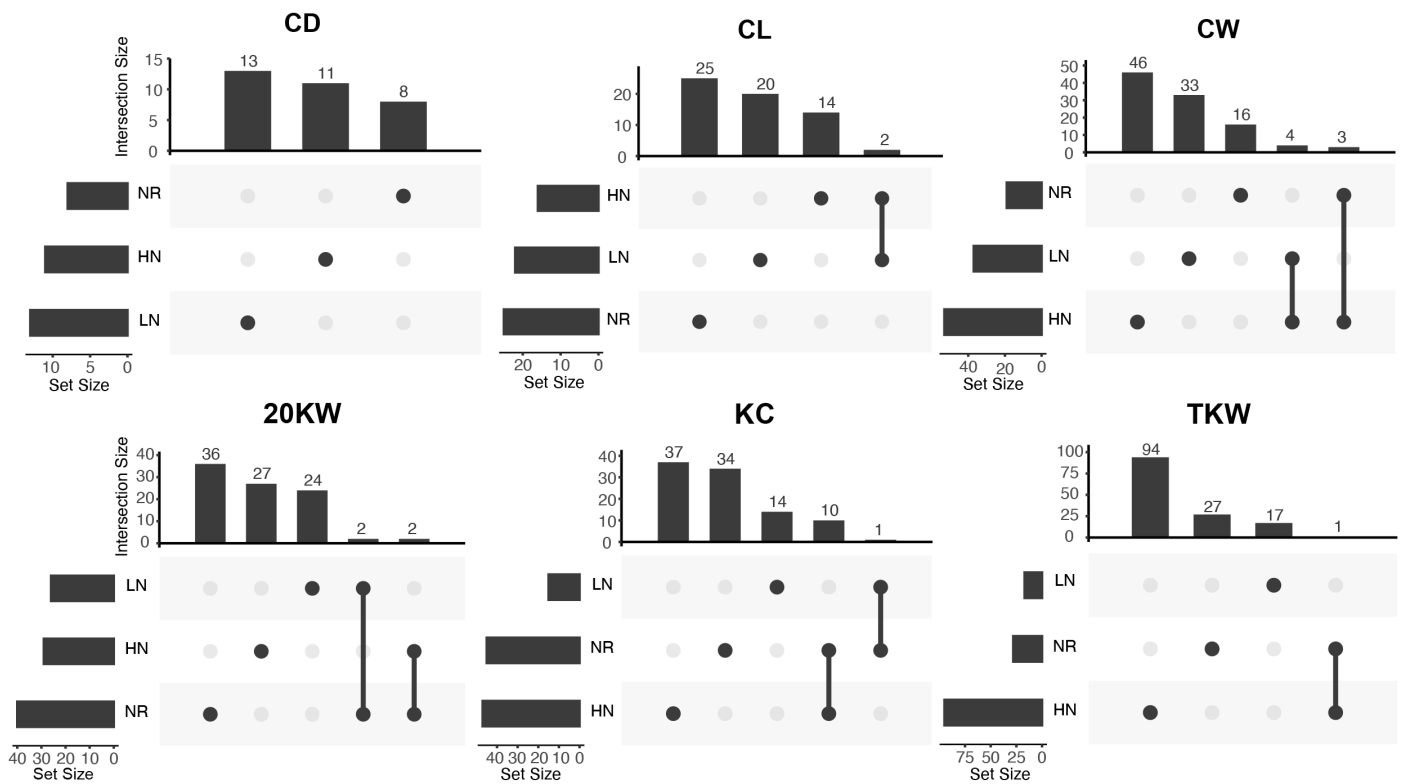 CD
Intersection Size
15
10
5
0
13 11 8
NR
HN
LN
10 5 0
Set Size
CL
20
10
0
25 20 14 2
HN
LN
NR
20 10 0
Set Size
CW
50
40
30
20
10
0
46 33 16 4 3
NR
LN
HN
40 20 0
Set Size
20KW
Intersection Size
40
30
20
10
0
36 27 24 2 2
LN
HN
NR
40 30 20 10 0
Set Size
KC
40
30
20
10
0
37 34 14 10 1
LN
NR
HN
40 30 20 10 0
Set Size
TKW
100
75
50
25
0
94 27 17 1
LN
NR
HN
75 50 25 0
Set Size